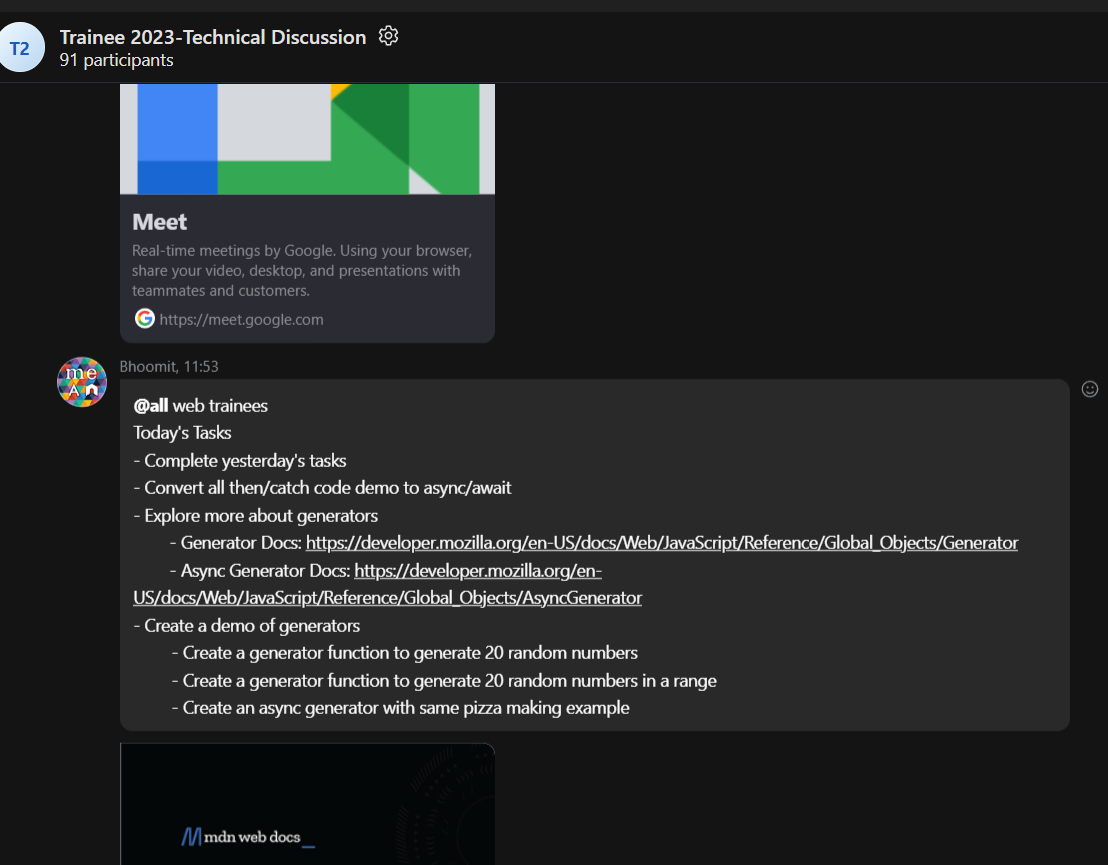 T2
Trainee 2023-Technical Discussion
91 participants
Meet
Real-time meetings by Google. Using your browser,
share your video, desktop, and presentations with
teammates and customers.
https://meet.google.com
Bhoomit, 11:53
me
An
@all web trainees
Today's Tasks
- Complete yesterday's tasks
- Convert all then/catch code demo to async/await
- Explore more about generators
- Generator Docs: https://developer.mozilla.org/en-US/docs/Web/JavaScript/Reference/Global_Objects/Generator
- Async Generator Docs: https://developer.mozilla.org/en-
US/docs/Web/JavaScript/Reference/Global_Objects/AsyncGenerator
- Create a demo of generators
- Create a generator function to generate 20 random numbers
- Create a generator function to generate 20 random numbers in a range
- Create an async generator with same pizza making example
mdn web docs_